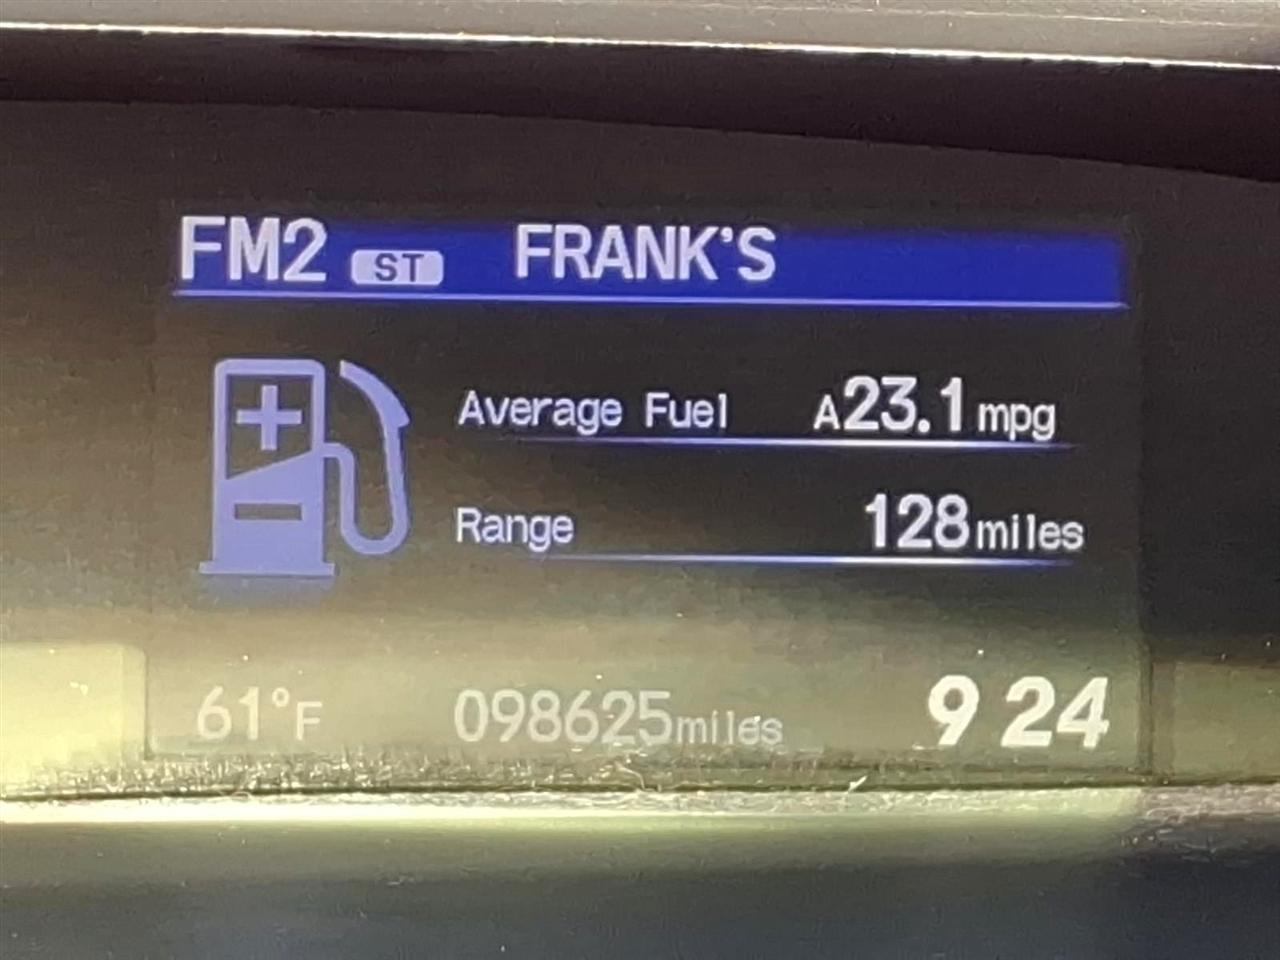 FM2 ST FRANK'S
Average Fuel A23.1mpg
Range 128miles
61°F 098625miles 9 24